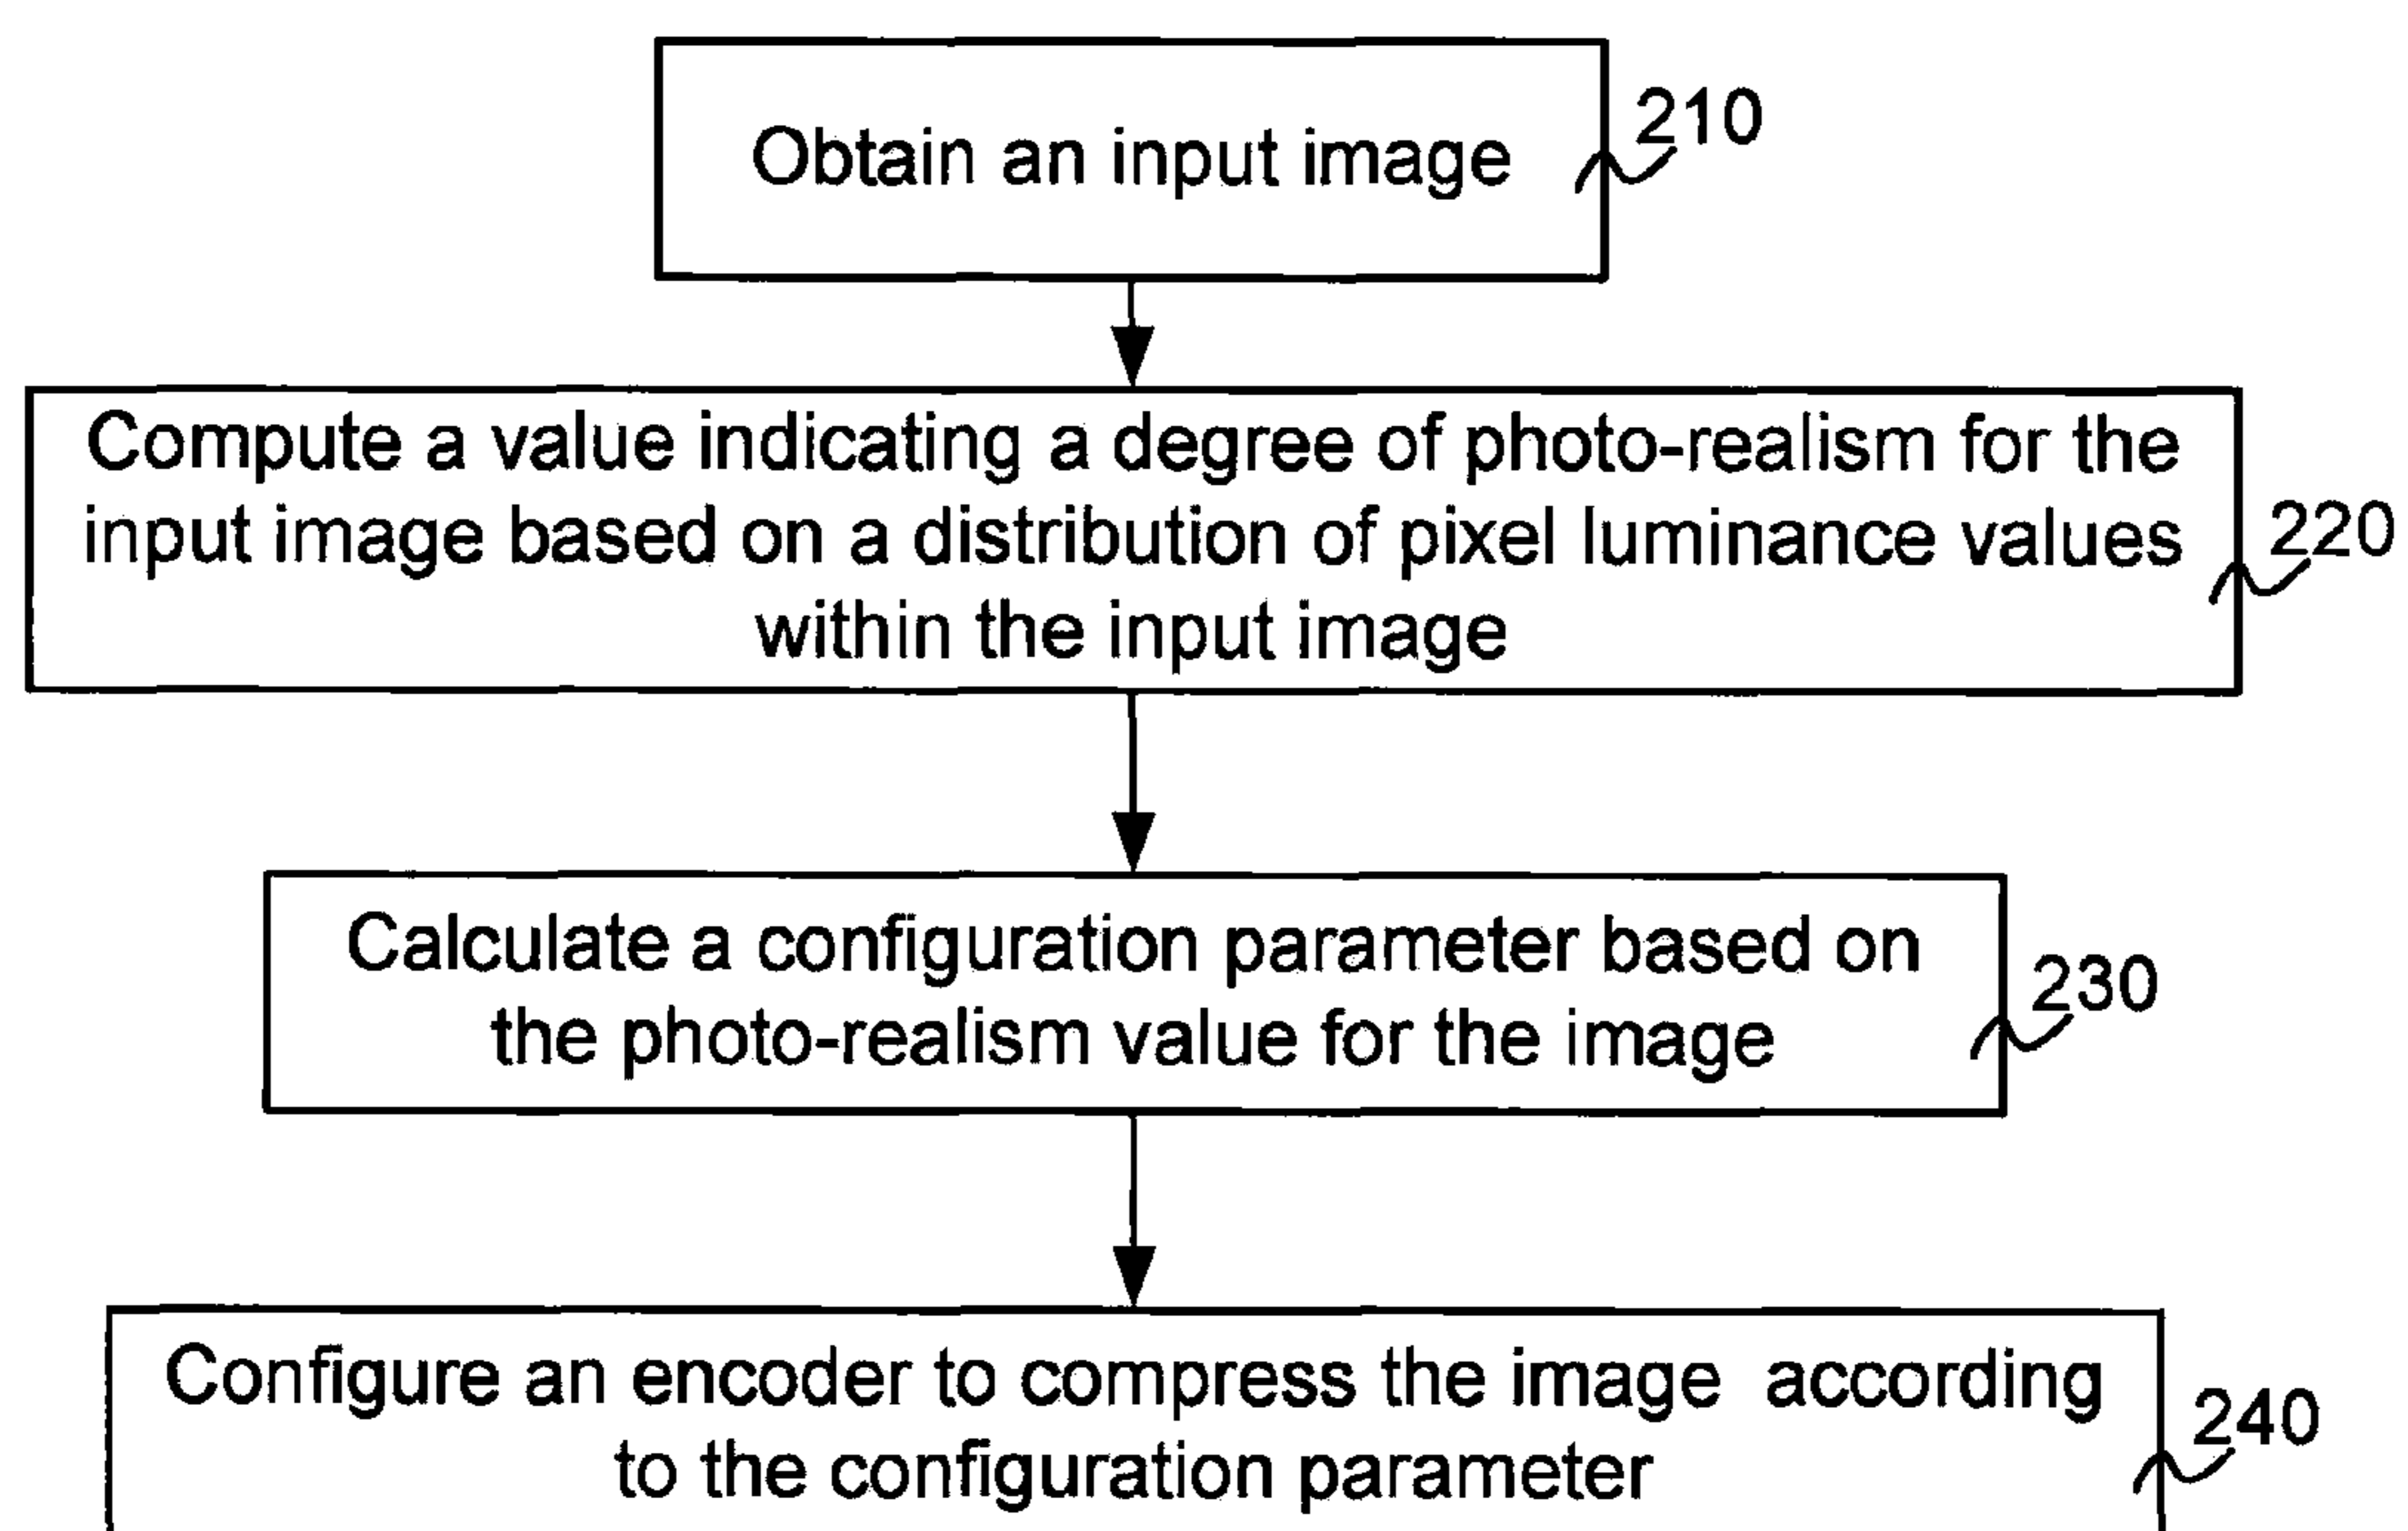 Obtain an input image
210
Compute a value indicating a degree of photo-realism for the
input image based on a distribution of pixel luminance values
within the input image
220
Calculate a configuration parameter based on
the photo-realism value for the image
230
Configure an encoder to compress the image according
to the configuration parameter
240